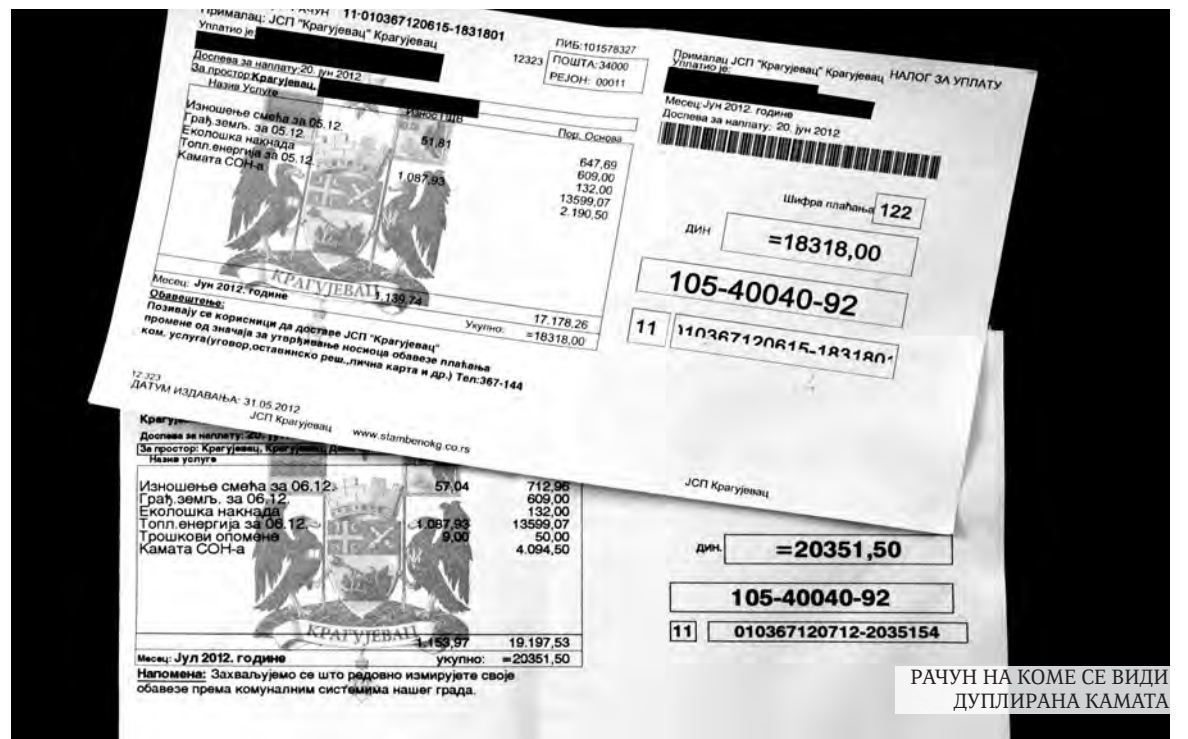 РАЧУН 11-010367120615-1831801
Прималац: ЈСП "Крагујевац" Крагујевац
Уплатио је:
ПИБ:101578327
12323 ПОШТА:34000
РЕЈОН: 00011
Доспева за наплату:20. јун 2012
За простор:Крагујевац,
Назив Услуге Износ ПДВ Пор. Основа
Изношење смећа за 05.12. 51,81 647,69
Грађ.земљ. за 05.12. 609,00
Еколошка накнада 132,00
Топл.енергија за 05.12. 1.087,93 13599,07
Камата СОН-а 2.190,50
КРАГУЈЕВАЦ
Месец: Јун 2012. године 1.139,74 17.178,26
Укупно: =18318,00
Обавештење:
Позивају се корисници да доставе ЈСП "Крагујевац"
промене од значаја за утврђивање носиоца обавезе плаћања
ком. услуга(уговор,оставинско реш.,лична карта и др.) Тел:367-144
12.323
ДАТУМ ИЗДАВАЊА: 31.05.2012
ЈСП Крагујевац www.stambenokg.co.rs
Прималац ЈСП "Крагујевац" Крагујевац НАЛОГ ЗА УПЛАТУ
Уплатио је:
Месец:Јун 2012. године
Доспева за наплату: 20. јун 2012
Шифра плаћања 122
ДИН =18318,00
105-40040-92
11 010367120615-1831801
ЈСП Крагујевац
Доспева за наплату: 20.
За простор: Крагујевац, Крагујевац,
Назив услуге
Изношење смећа за 06.12. 57,04 712,96
Грађ.земљ. за 06.12. 609,00
Еколошка накнада 132,00
Топл.енергија за 06.12. 1.087,93 13599,07
Трошкови опомене 9,00 50,00
Камата СОН-а 4.094,50
КРАГУЈЕВАЦ
1.153,97 19.197,53
Месец: Јул 2012. године укупно: =20351,50
Напомена: Захваљујемо се што редовно измирујете своје
обавезе према комуналним системима нашег града.
дин. =20351,50
105-40040-92
11 010367120712-2035154
РАЧУН НА КОМЕ СЕ ВИДИ
ДУПЛИРАНА КАМАТА